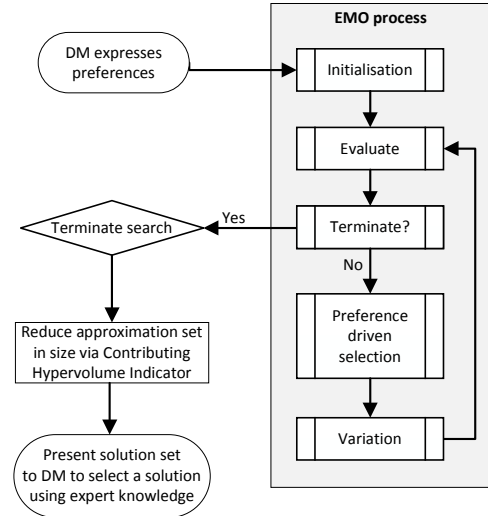 EMO process
DM expresses
preferences
Initialisation
Evaluate
Terminate?
Yes
Terminate search
No
Preference
driven
selection
Variation
Reduce approximation set
in size via Contributing
Hypervolume Indicator
Present solution set
to DM to select a solution
using expert knowledge